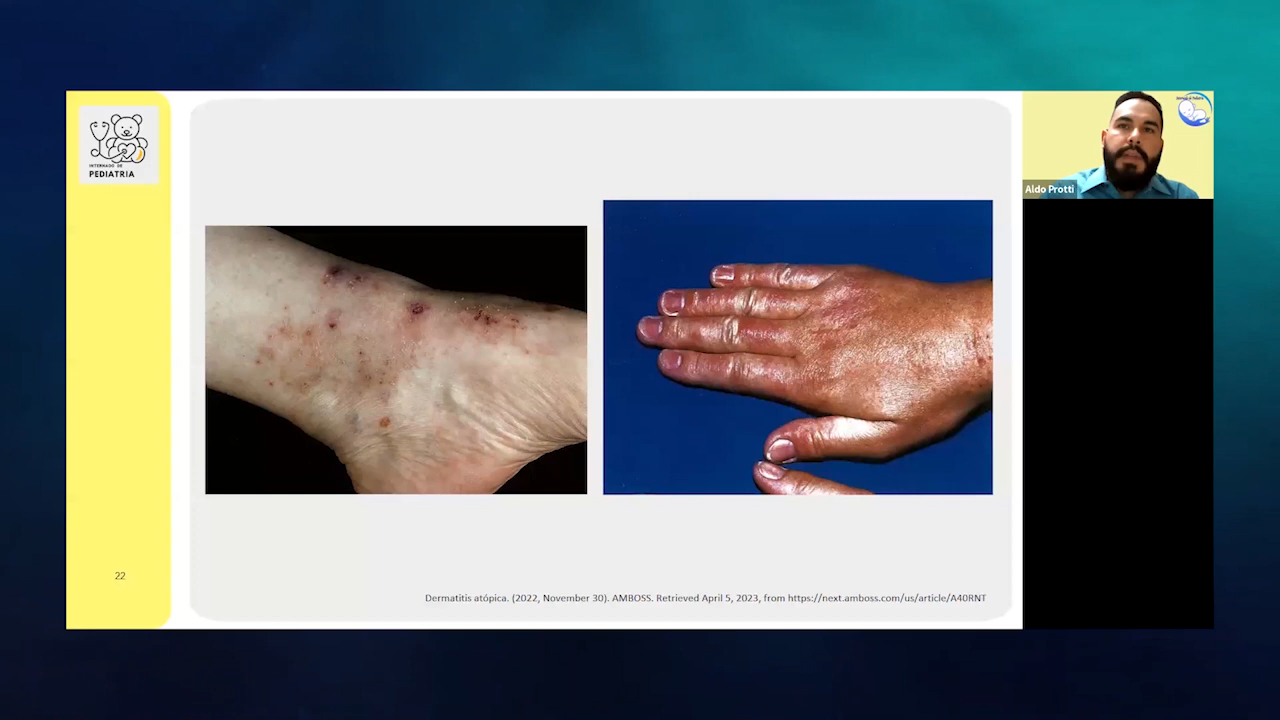 INTERNADO DE
PEDIATRIA
Aldo Protti
22
Dermatitis atópica. (2022, November 30). AMBOSS. Retrieved April 5, 2023, from https://next.amboss.com/us/article/A40RNT